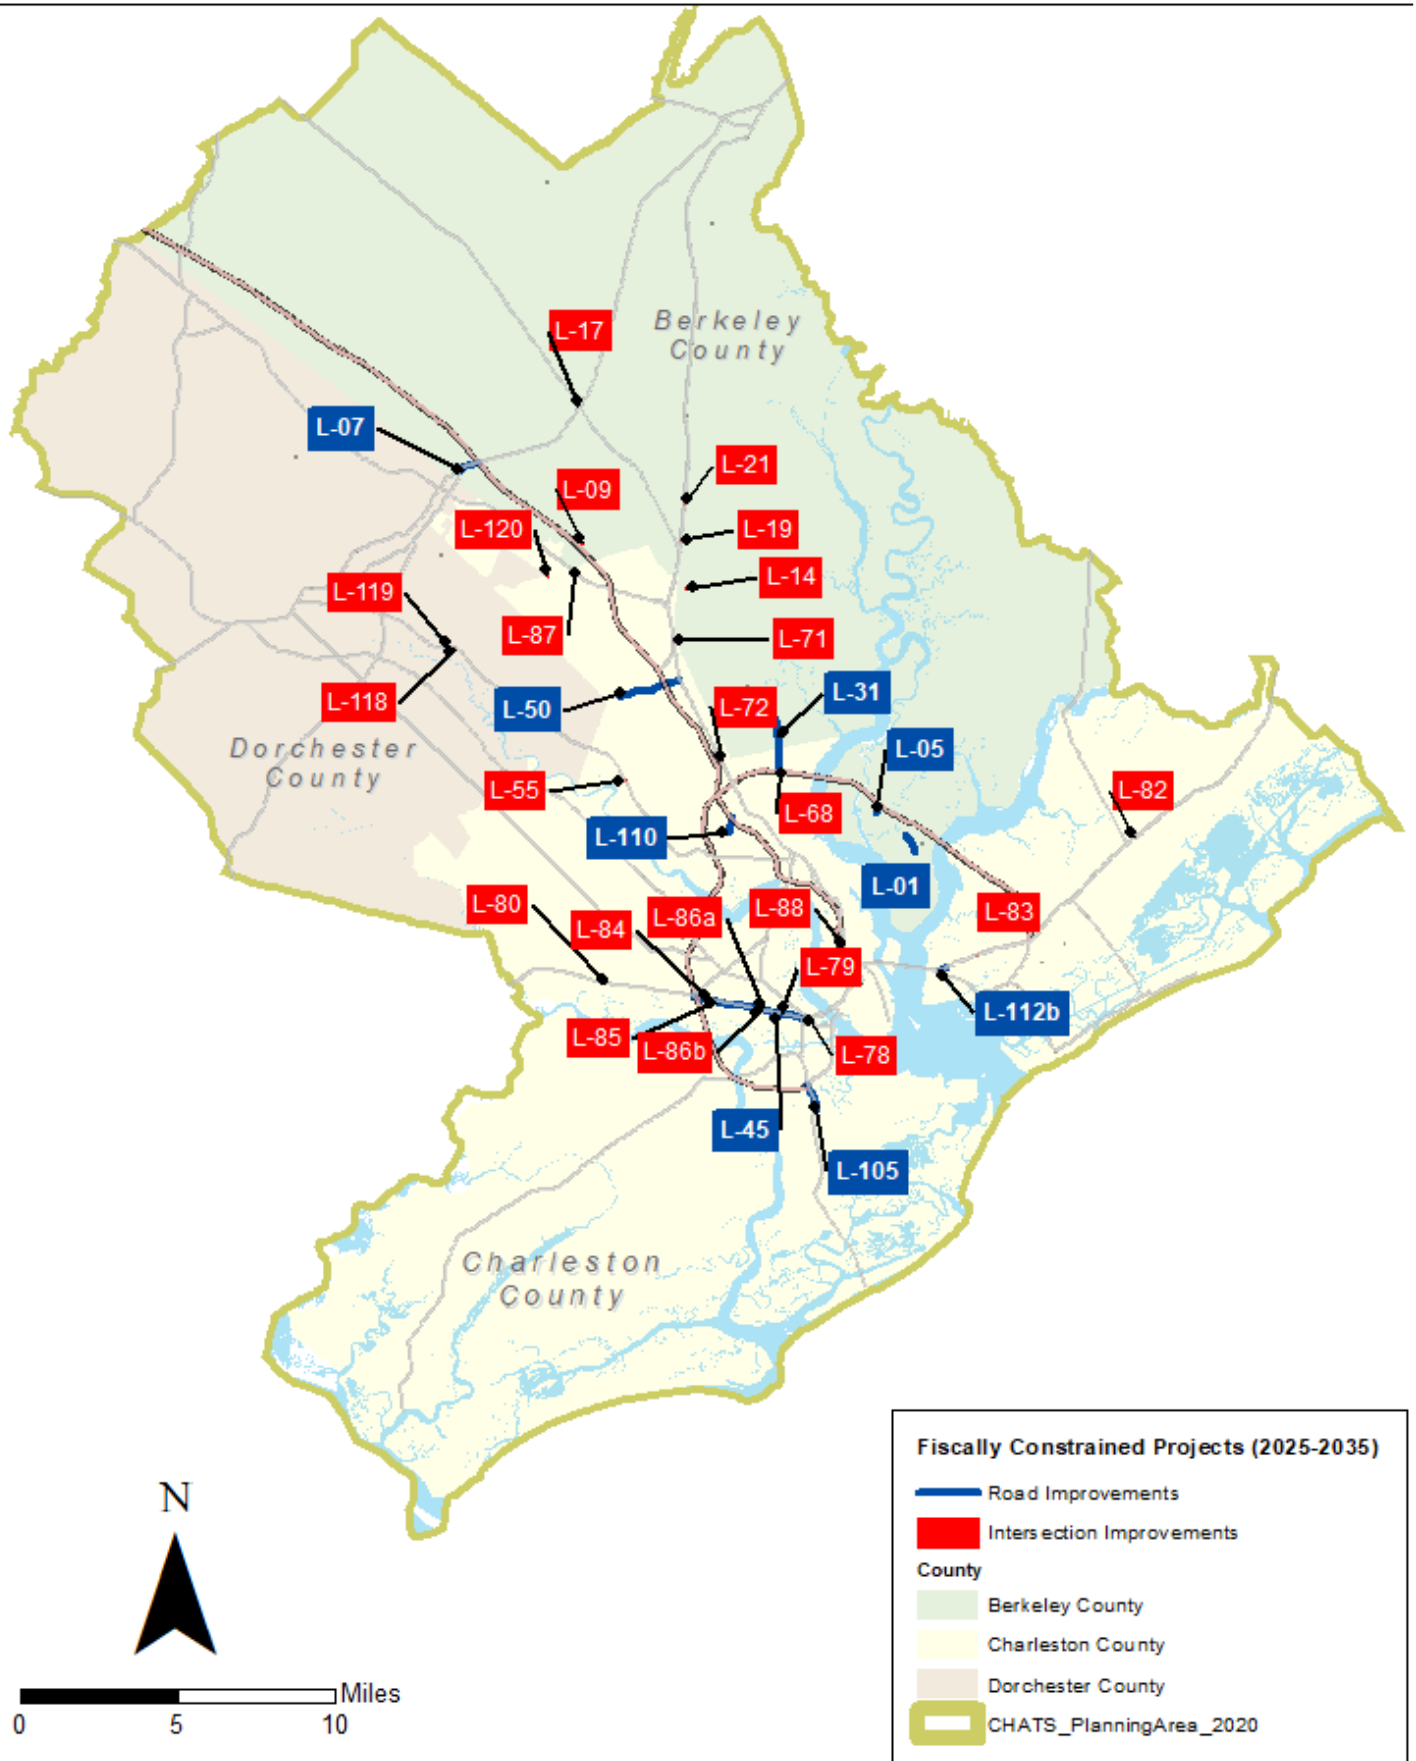 Berkeley
County
L-17
L-07
L-21
L-09
L-120
L-19
L-14
L-119
L-87
L-71
L-118
L-50
L-72
L-31
L-05
Dorchester
County
L-55
L-82
L-68
L-110
L-01
L-80
L-86a
L-88
L-83
L-84
L-79
L-112b
L-85
L-86b
L-78
L-45
L-105
Charleston
County
Fiscally Constrained Projects (2025-2035)
Road Improvements
Intersection Improvements
County
Berkeley County
Charleston County
Dorchester County
CHATS_PlanningArea_2020
N
Miles
0 5 10